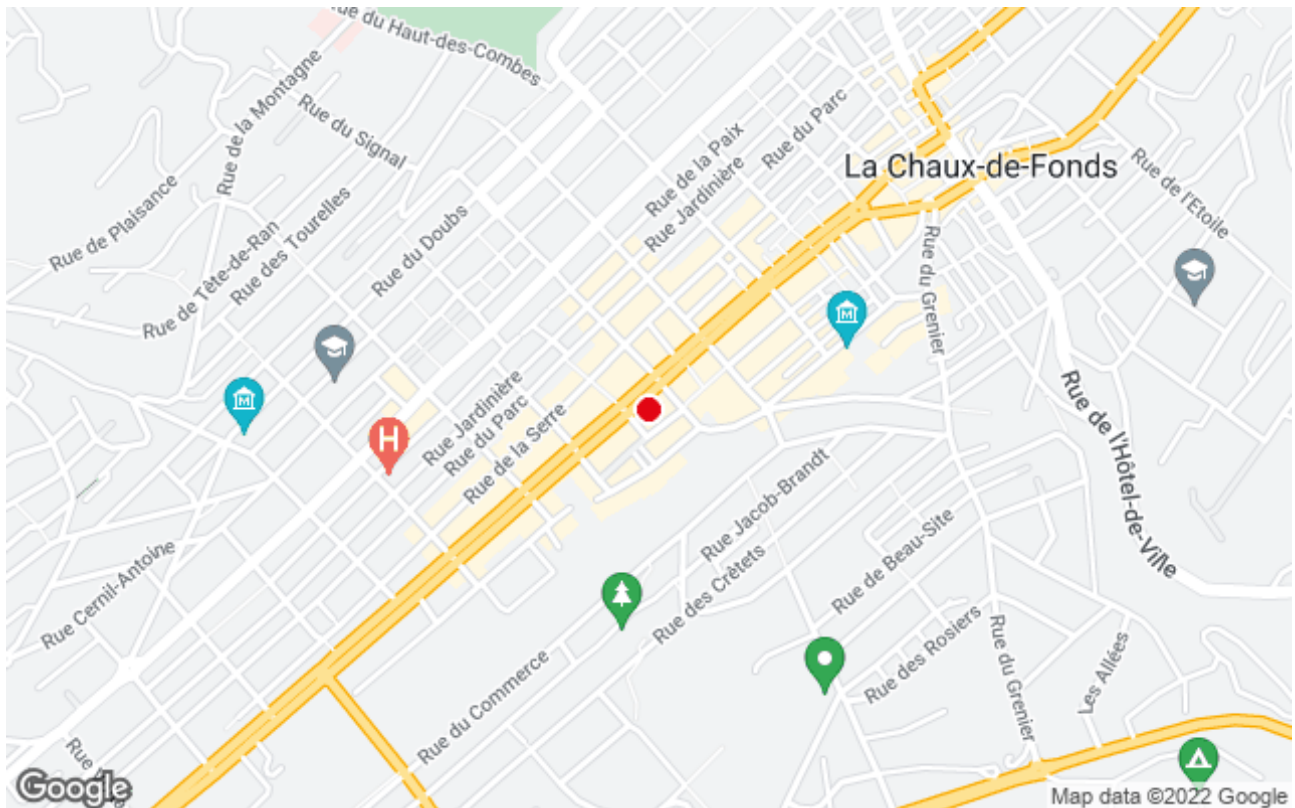 Rue du Haut-des-Combes
Rue de la Montagne
Rue du Signal
Rue de la Paix
Rue du Parc
Rue Jardinière
La Chaux-de-Fonds
Rue de l'Etoile
Rue de Plaisance
Rue de Tête-de-Ran
Rue des Tourelles
Rue du Doubs
Rue du Grenier
M
M
Rue de l'Hôtel-de-Ville
H
Rue Jardinière
Rue du Parc
Rue de la Serre
Rue Jacob-Brandt
Rue des Crêtets
Rue de Beau-Site
Rue Cernil-Antoine
Rue du Commerce
Rue des Rosiers
Rue du Grenier
Les Allées
Rue
Google
Map data ©2022 Google